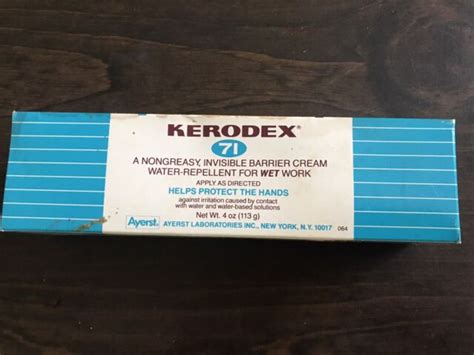 KERODEX®
71
A NONGREASY, INVISIBLE BARRIER CREAM
WATER-REPELLENT FOR WET WORK
APPLY AS DIRECTED
HELPS PROTECT THE HANDS
against irritation caused by contact
with water and water-based solutions
Net Wt. 4 oz (113 g)
Ayerst® AYERST LABORATORIES INC., NEW YORK, N.Y. 10017 064